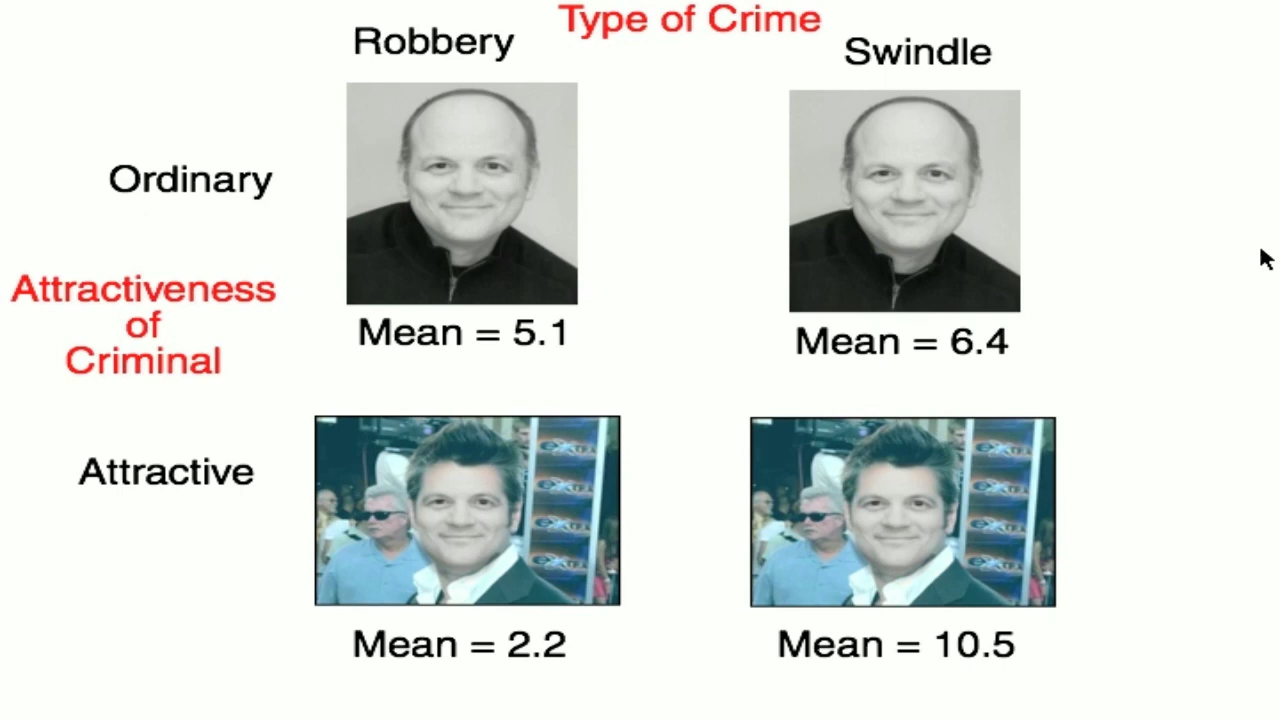 Type of Crime
Robbery
Swindle
Ordinary
Mean = 5.1
Mean = 6.4
Attractiveness
of
Criminal
Attractive
Mean = 2.2
Mean = 10.5